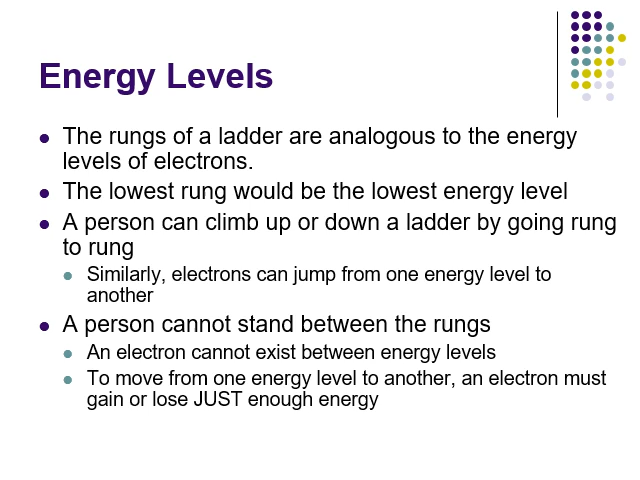 Energy Levels
The rungs of a ladder are analogous to the energy
levels of electrons.
The lowest rung would be the lowest energy level
A person can climb up or down a ladder by going rung
to rung
Similarly, electrons can jump from one energy level to
another
A person cannot stand between the rungs
An electron cannot exist between energy levels
To move from one energy level to another, an electron must
gain or lose JUST enough energy